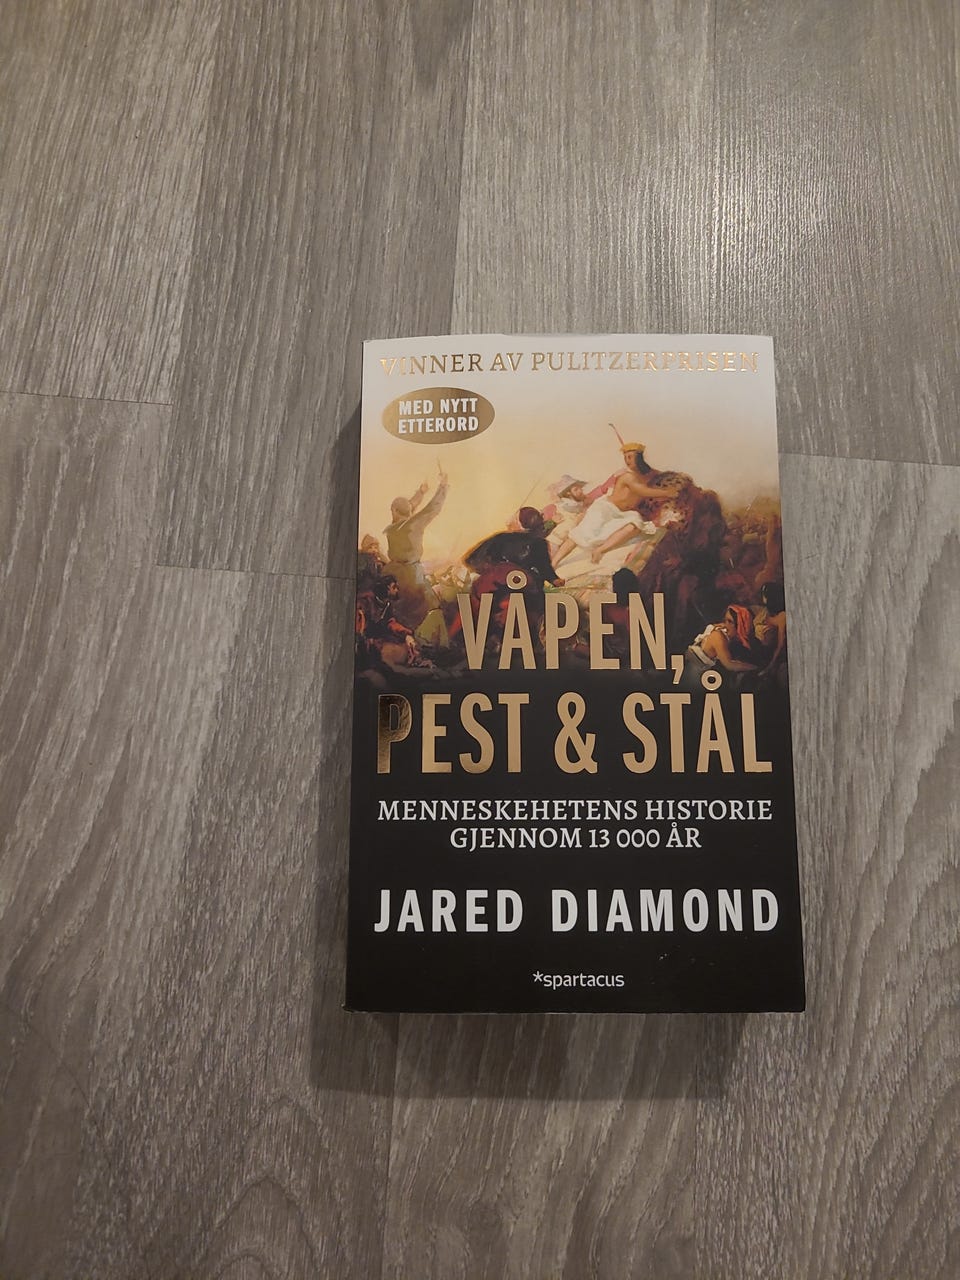 VINNER AV PULITZERPRISEN
MED NYTT
ETTERORD
VÅPEN,
PEST & STÅL
MENNESKEHETENS HISTORIE
GJENNOM 13 000 ÅR
JARED DIAMOND
*spartacus